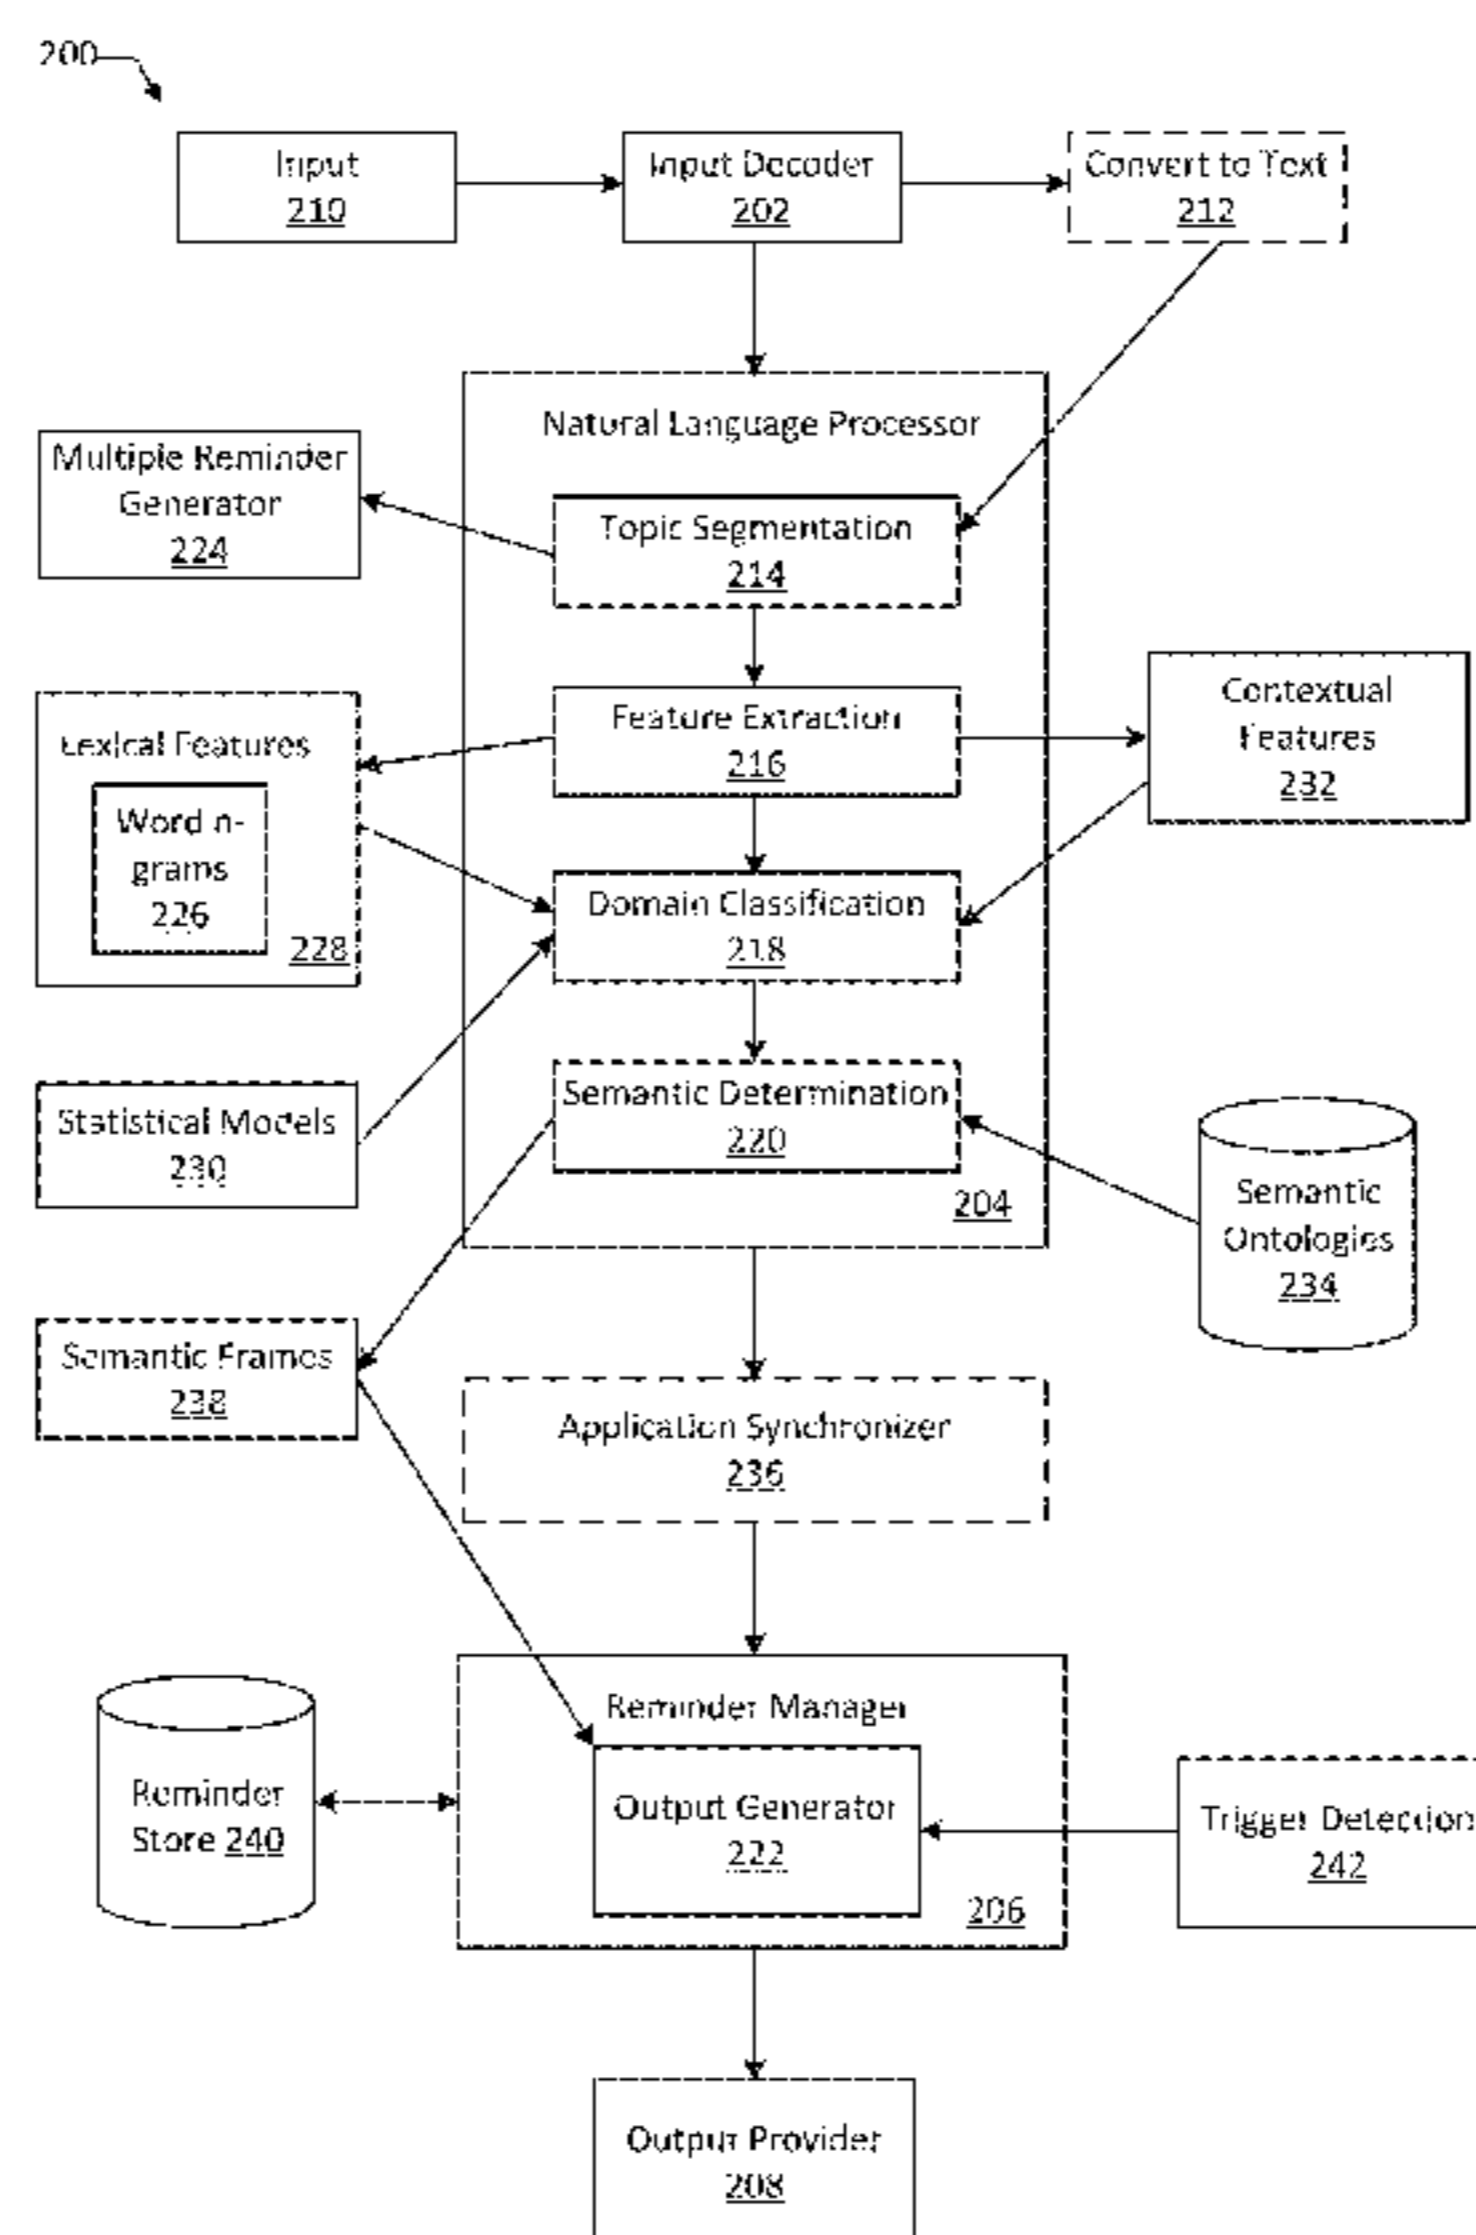 200
Input
210
Input Decoder
202
Convert to Text
212
Natural Language Processor
Multiple Reminder
Generator
224
Topic Segmentation
214
Feature Extraction
216
Contextual
Features
232
Lexical Features
Word n-
grams
226
228
Domain Classification
218
Statistical Models
230
Semantic Determination
220
204
Semantic
Ontologies
234
Semantic Frames
238
Application Synchronizer
236
Reminder Manager
Reminder
Store 240
Output Generator
222
206
Trigger Detection
242
Output Provider
208